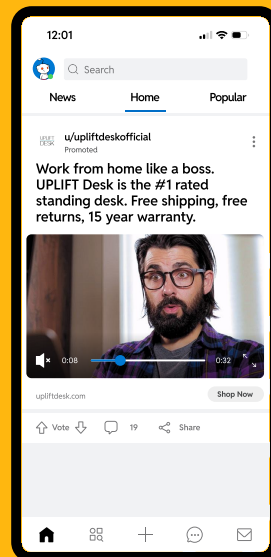 12:01
Search
News Home Popular
UPLIFT
DESK
u/upliftdeskofficial
Promoted
Work from home like a boss.
UPLIFT Desk is the #1 rated
standing desk. Free shipping, free
returns, 15 year warranty.
0:08 0:32
upliftdesk.com Shop Now
Vote 19 Share